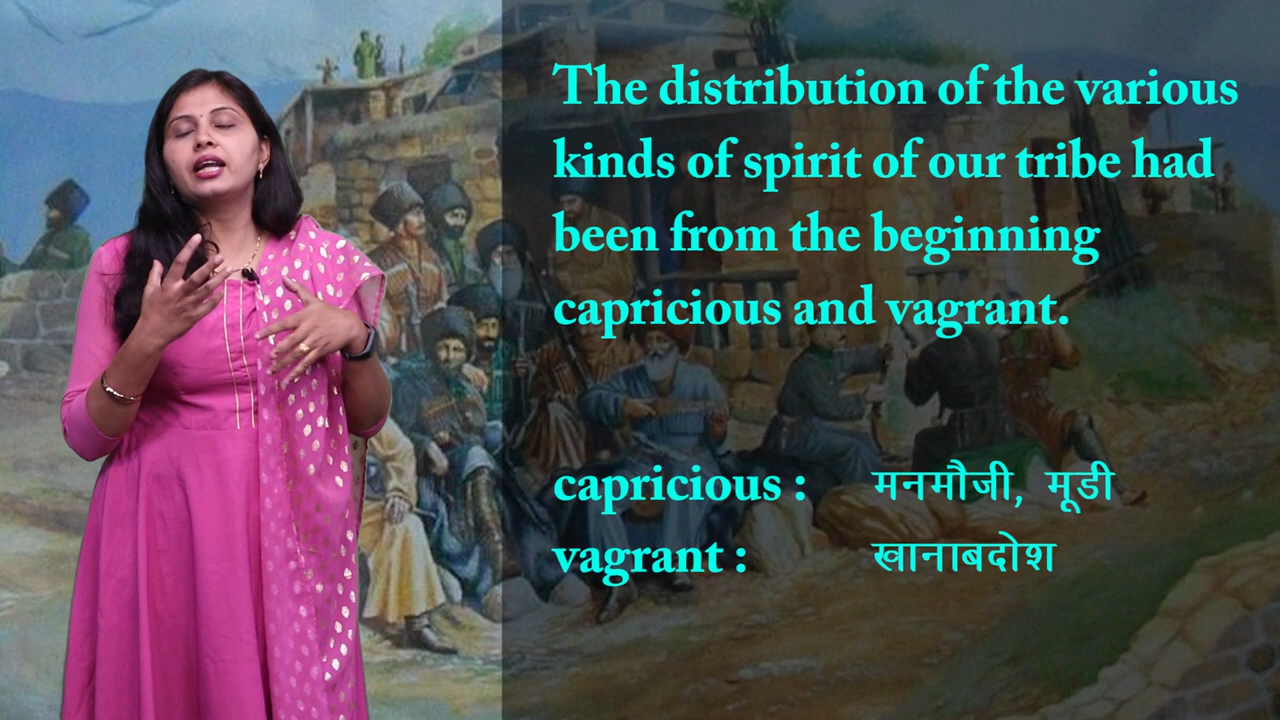 The distribution of the various
kinds of spirit of our tribe had
been from the beginning
capricious and vagrant.
capricious : मनमौजी, मूडी
vagrant : खानाबदोश